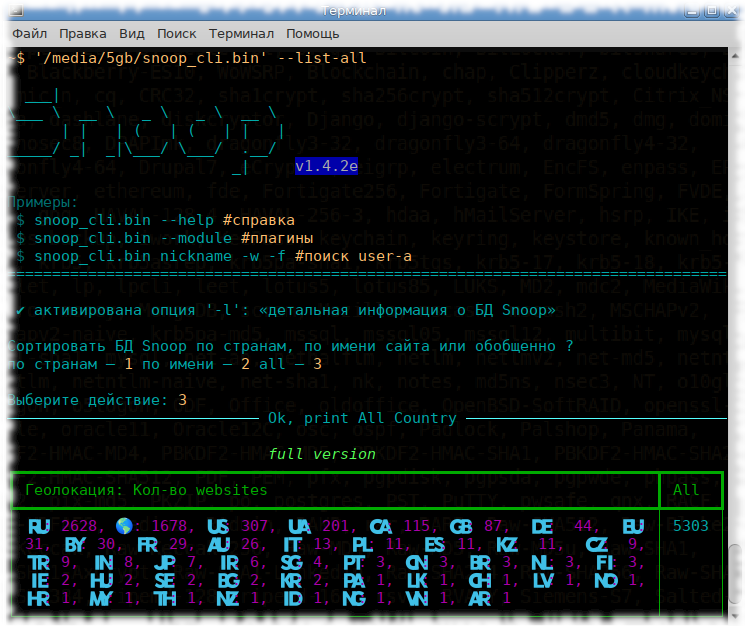 Терминал
Файл Правка Вид Поиск Терминал Помощь
~$ '/media/5gb/snoop_cli.bin' --list-all
v1.4.2e
Примеры:
$ snoop_cli.bin --help #справка
$ snoop_cli.bin --module #плагины
$ snoop_cli.bin nickname -w -f #поиск user-a
✔ активирована опция '-l': «детальная информация о БД Snoop»
Сортировать БД Snoop по странам, по имени сайта или обобщенно ?
по странам — 1 по имени — 2 all — 3
Выберите действие: 3
Ok, print All Country
full version
Геолокация: Кол-во websites All
RU 2628, 🌎: 1678, US 307, UA 201, CA 115, GB 87, DE 44, EU 5303
31, BY 30, FR 29, AU 26, IT 13, PL 11, ES 11, KZ 11, CZ 9,
TR 9, IN 8, JP 7, IR 6, SG 4, PT 3, CN 3, BR 3, NL 3, FI 3,
IE 2, HU 2, SE 2, BG 2, KR 2, PA 1, LK 1, CH 1, LV 1, ND 1,
HR 1, MY 1, TH 1, NZ 1, ID 1, NG 1, VN 1, AR 1